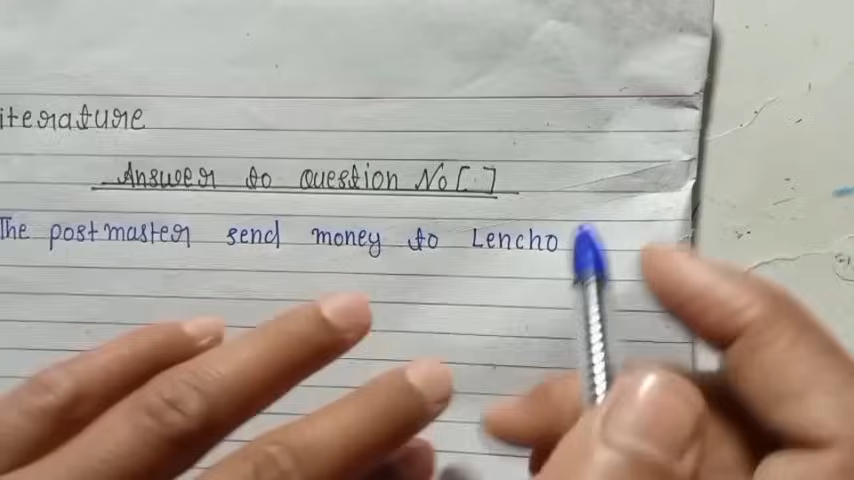 iterature
Answer to question No [ ]
The postmaster send money to Lencho